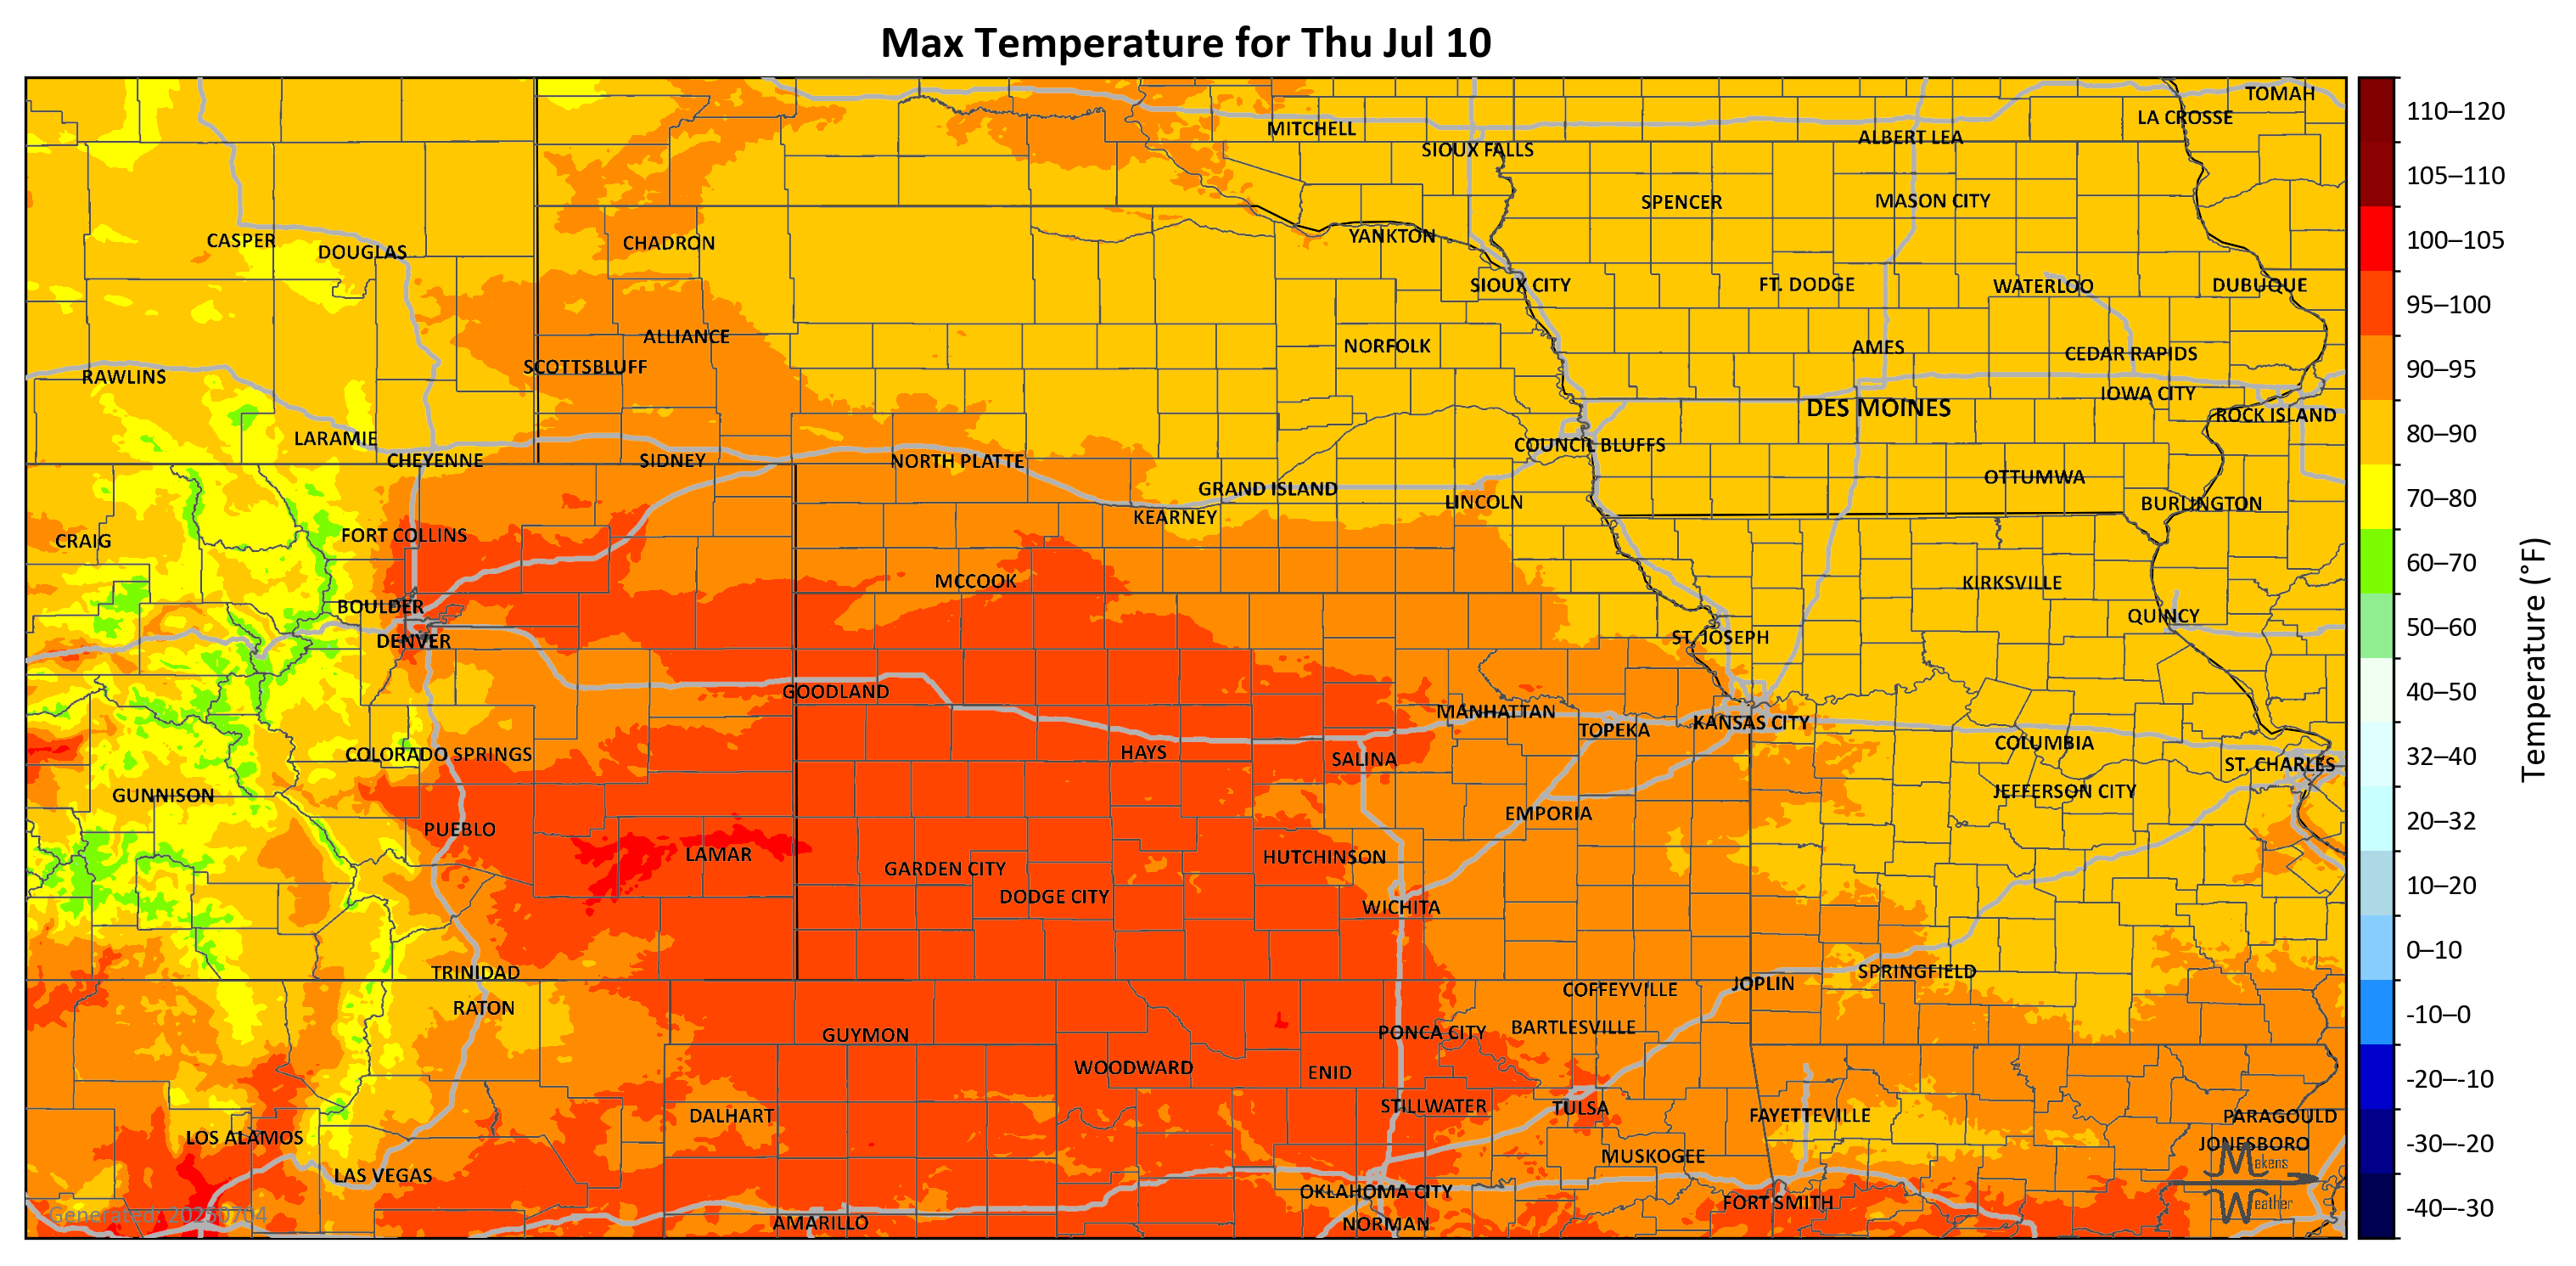 Max Temperature for Thu Jul 10
TOMAH
LA CROSSE
MITCHELL
ALBERT LEA
SIOUX FALLS
SPENCER
MASON CITY
CASPER
DOUGLAS
CHADRON
YANKTON
SIOUX CITY
FT. DODGE
WATERLOO
DUBUQUE
ALLIANCE
SCOTTSBLUFF
NORFOLK
AMES
CEDAR RAPIDS
RAWLINS
IOWA CITY
DES MOINES
ROCK ISLAND
LARAMIE
COUNCIL BLUFFS
CHEYENNE
SIDNEY
NORTH PLATTE
OTTUMWA
GRAND ISLAND
LINCOLN
BURLINGTON
KEARNEY
FORT COLLINS
CRAIG
MCCOOK
KIRKSVILLE
BOULDER
QUINCY
DENVER
ST. JOSEPH
GOODLAND
MANHATTAN
TOPEKA
KANSAS CITY
COLUMBIA
COLORADO SPRINGS
HAYS
SALINA
ST. CHARLES
GUNNISON
JEFFERSON CITY
EMPORIA
PUEBLO
LAMAR
HUTCHINSON
GARDEN CITY
DODGE CITY
WICHITA
TRINIDAD
SPRINGFIELD
JOPLIN
COFFEYVILLE
RATON
GUYMON
PONCA CITY
BARTLESVILLE
WOODWARD
ENID
STILLWATER
TULSA
DALHART
FAYETTEVILLE
PARAGOULD
LOS ALAMOS
JONESBORO
MUSKOGEE
LAS VEGAS
OKLAHOMA CITY
FORT SMITH
AMARILLO
NORMAN
Generated: 20250704
Makens
Weather
110–120
105–110
100–105
95–100
90–95
80–90
70–80
60–70
50–60
40–50
32–40
20–32
10–20
0–10
-10–0
-20–-10
-30–-20
-40–-30
Temperature (°F)